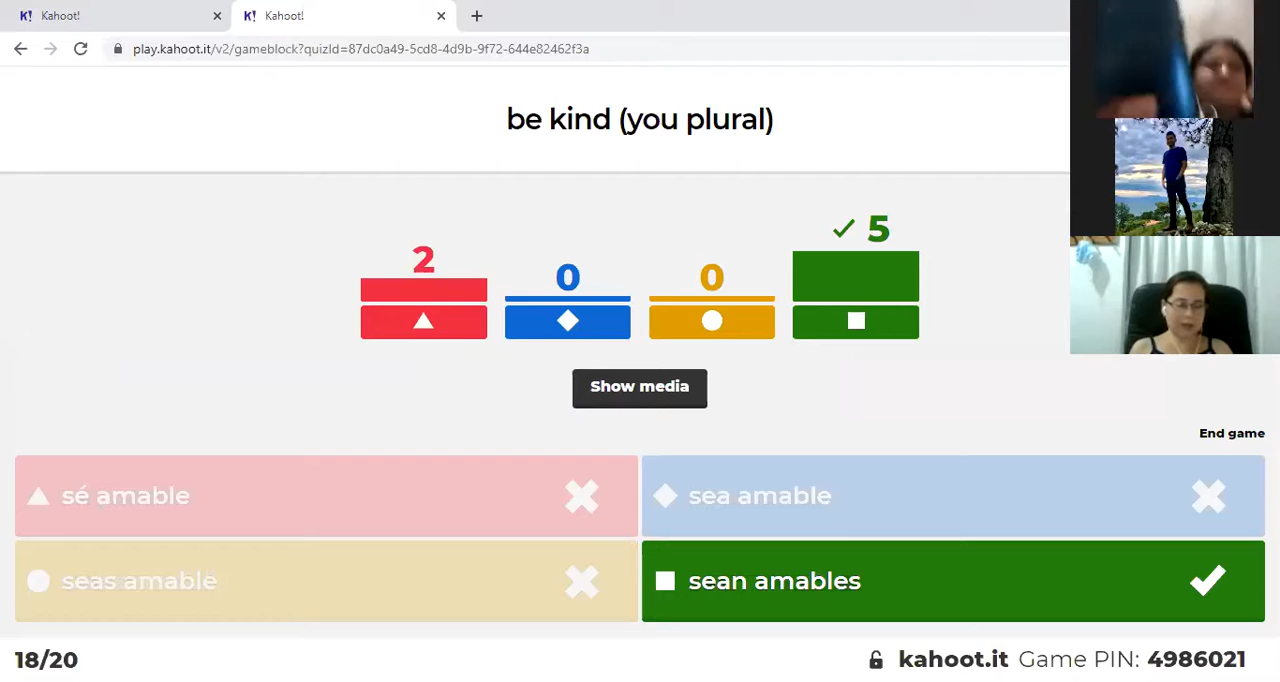 K! Kahoot!
K! Kahoot!
play.kahoot.it/v2/gameblock?quizId=87dc0a49-5cd8-4d9b-9f72-644e82462f3a
be kind (you plural)
2
0
0
5
Show media
End game
sé amable
sea amable
seas amable
sean amables
18/20
kahoot.it Game PIN: 4986021